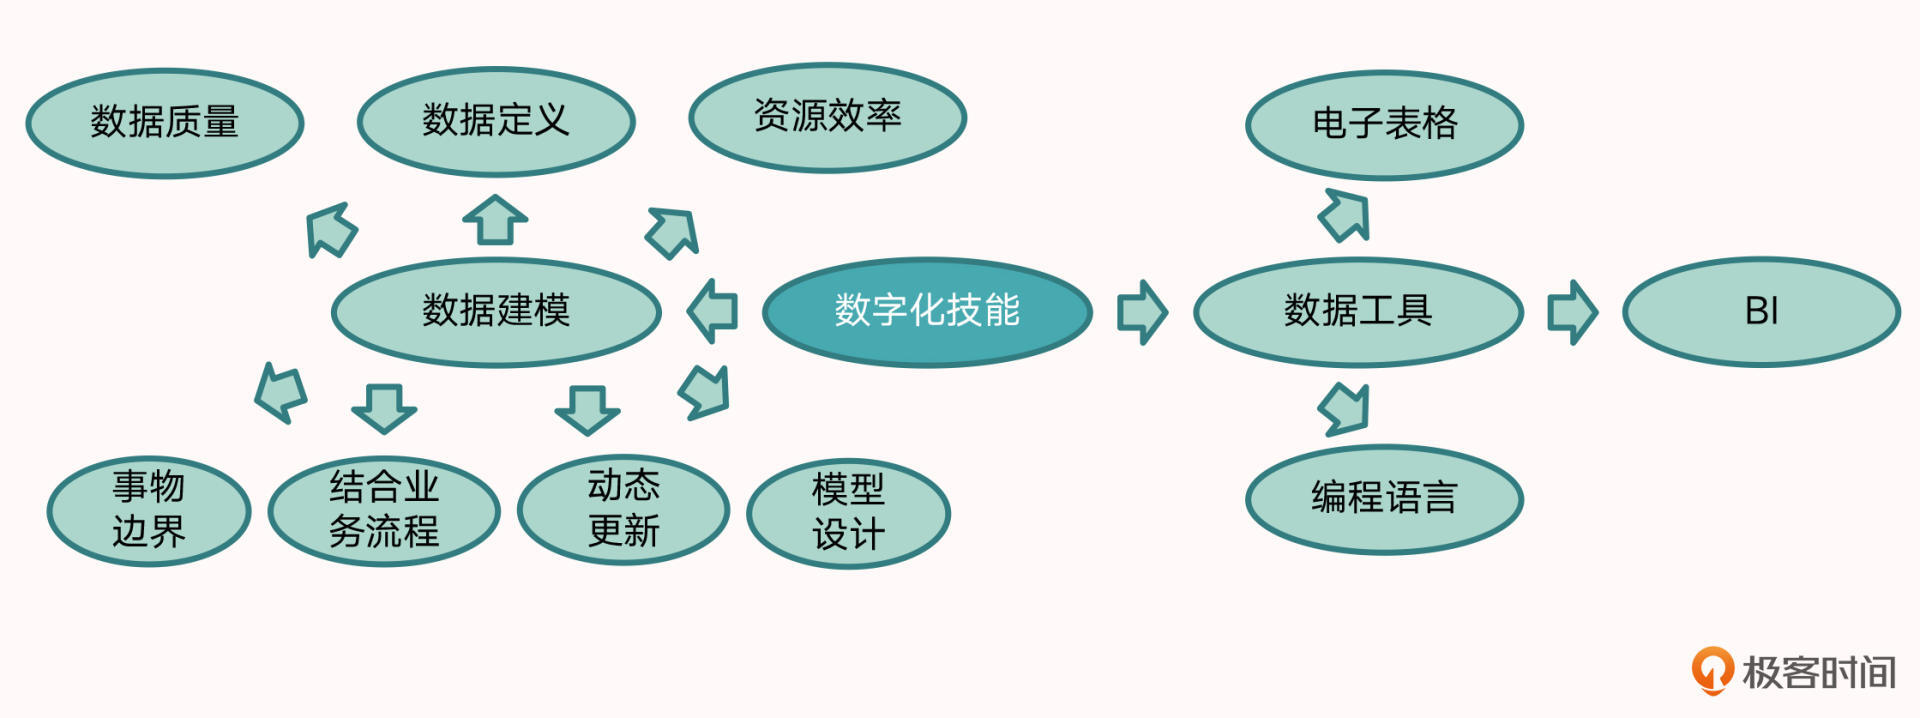 数据质量
数据定义
资源效率
电子表格
数据建模
数字化技能
数据工具
BI
事物
边界
结合业
务流程
动态
更新
模型
设计
编程语言
极客时间